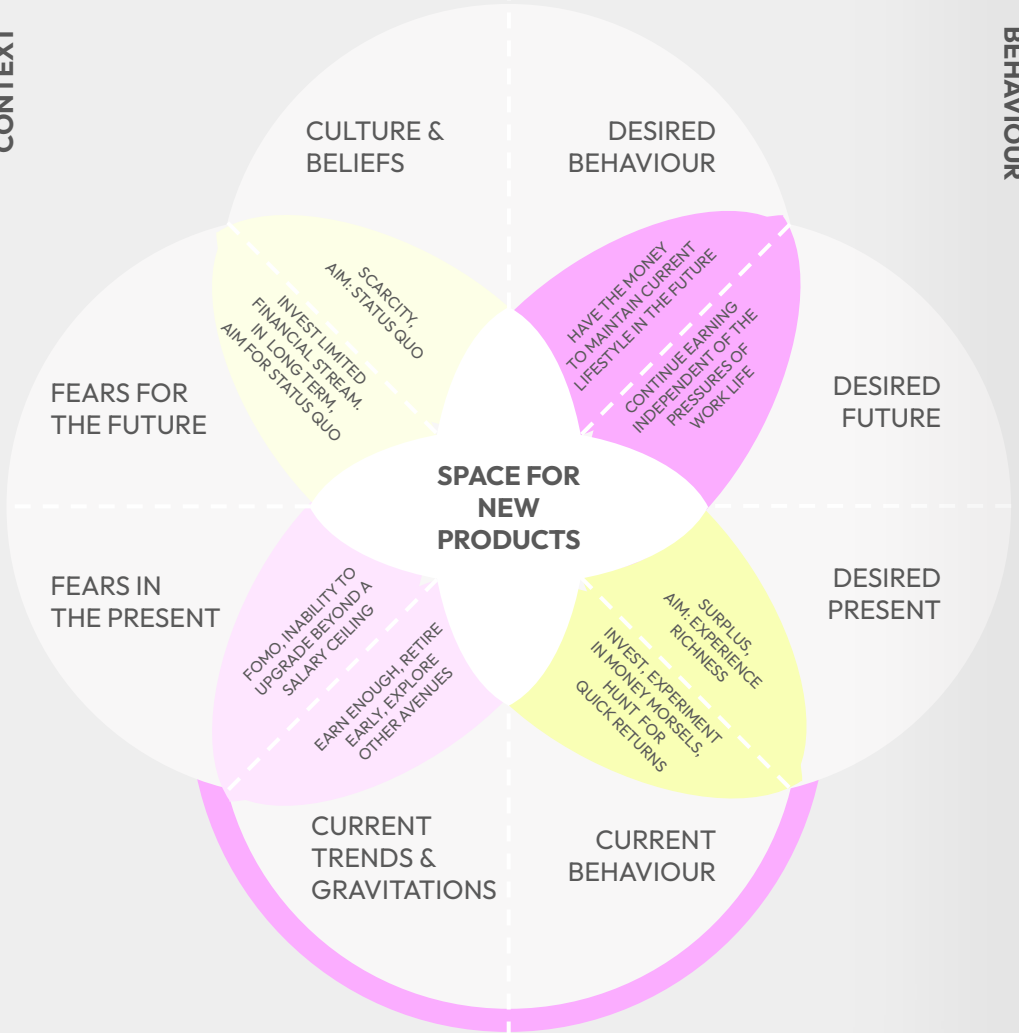 CONTEXT
BEHAVIOUR
CULTURE &
BELIEFS
DESIRED
BEHAVIOUR
SCARCITY,
AIM: STATUS QUO
INVEST LIMITED
FINANCIAL STREAM.
IN LONG TERM,
AIM FOR STATUS QUO
HAVE THE MONEY
TO MAINTAIN CURRENT
LIFESTYLE IN THE FUTURE
CONTINUE EARNING
INDEPENDENT OF THE
PRESSURES OF
WORK LIFE
FEARS FOR
THE FUTURE
DESIRED
FUTURE
SPACE FOR
NEW
PRODUCTS
FEARS IN
THE PRESENT
DESIRED
PRESENT
FOMO, INABILITY TO
UPGRADE BEYOND A
SALARY CEILING
EARN ENOUGH, RETIRE
EARLY, EXPLORE
OTHER AVENUES
SURPLUS,
AIM: EXPERIENCE
RICHNESS
INVEST, EXPERIMENT
IN MONEY MORSELS,
HUNT FOR
QUICK RETURNS
CURRENT
TRENDS &
GRAVITATIONS
CURRENT
BEHAVIOUR